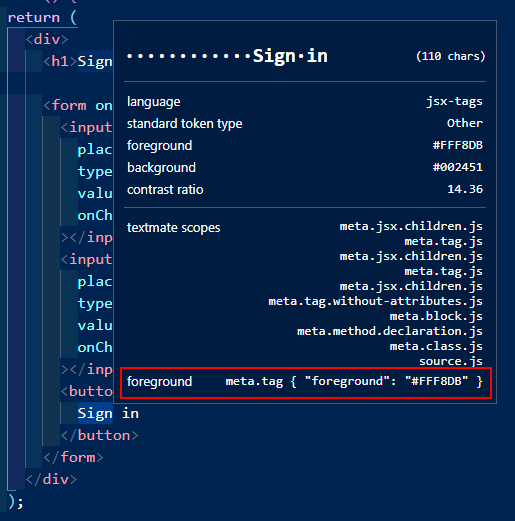 () {
return (
<div>
<h1>Sign
<form on
<input
plac
type
valu
onCh
></inp
<input
plac
type
valu
onCh
></inp
<butto
Sign in
</button>
</form>
</div>
);
············Sign·in (110 chars)
language jsx-tags
standard token type Other
foreground #FFF8DB
background #002451
contrast ratio 14.36
textmate scopes meta.jsx.children.js
meta.tag.js
meta.jsx.children.js
meta.tag.js
meta.jsx.children.js
meta.tag.without-attributes.js
meta.block.js
meta.method.declaration.js
meta.class.js
source.js
foreground meta.tag { "foreground": "#FFF8DB" }